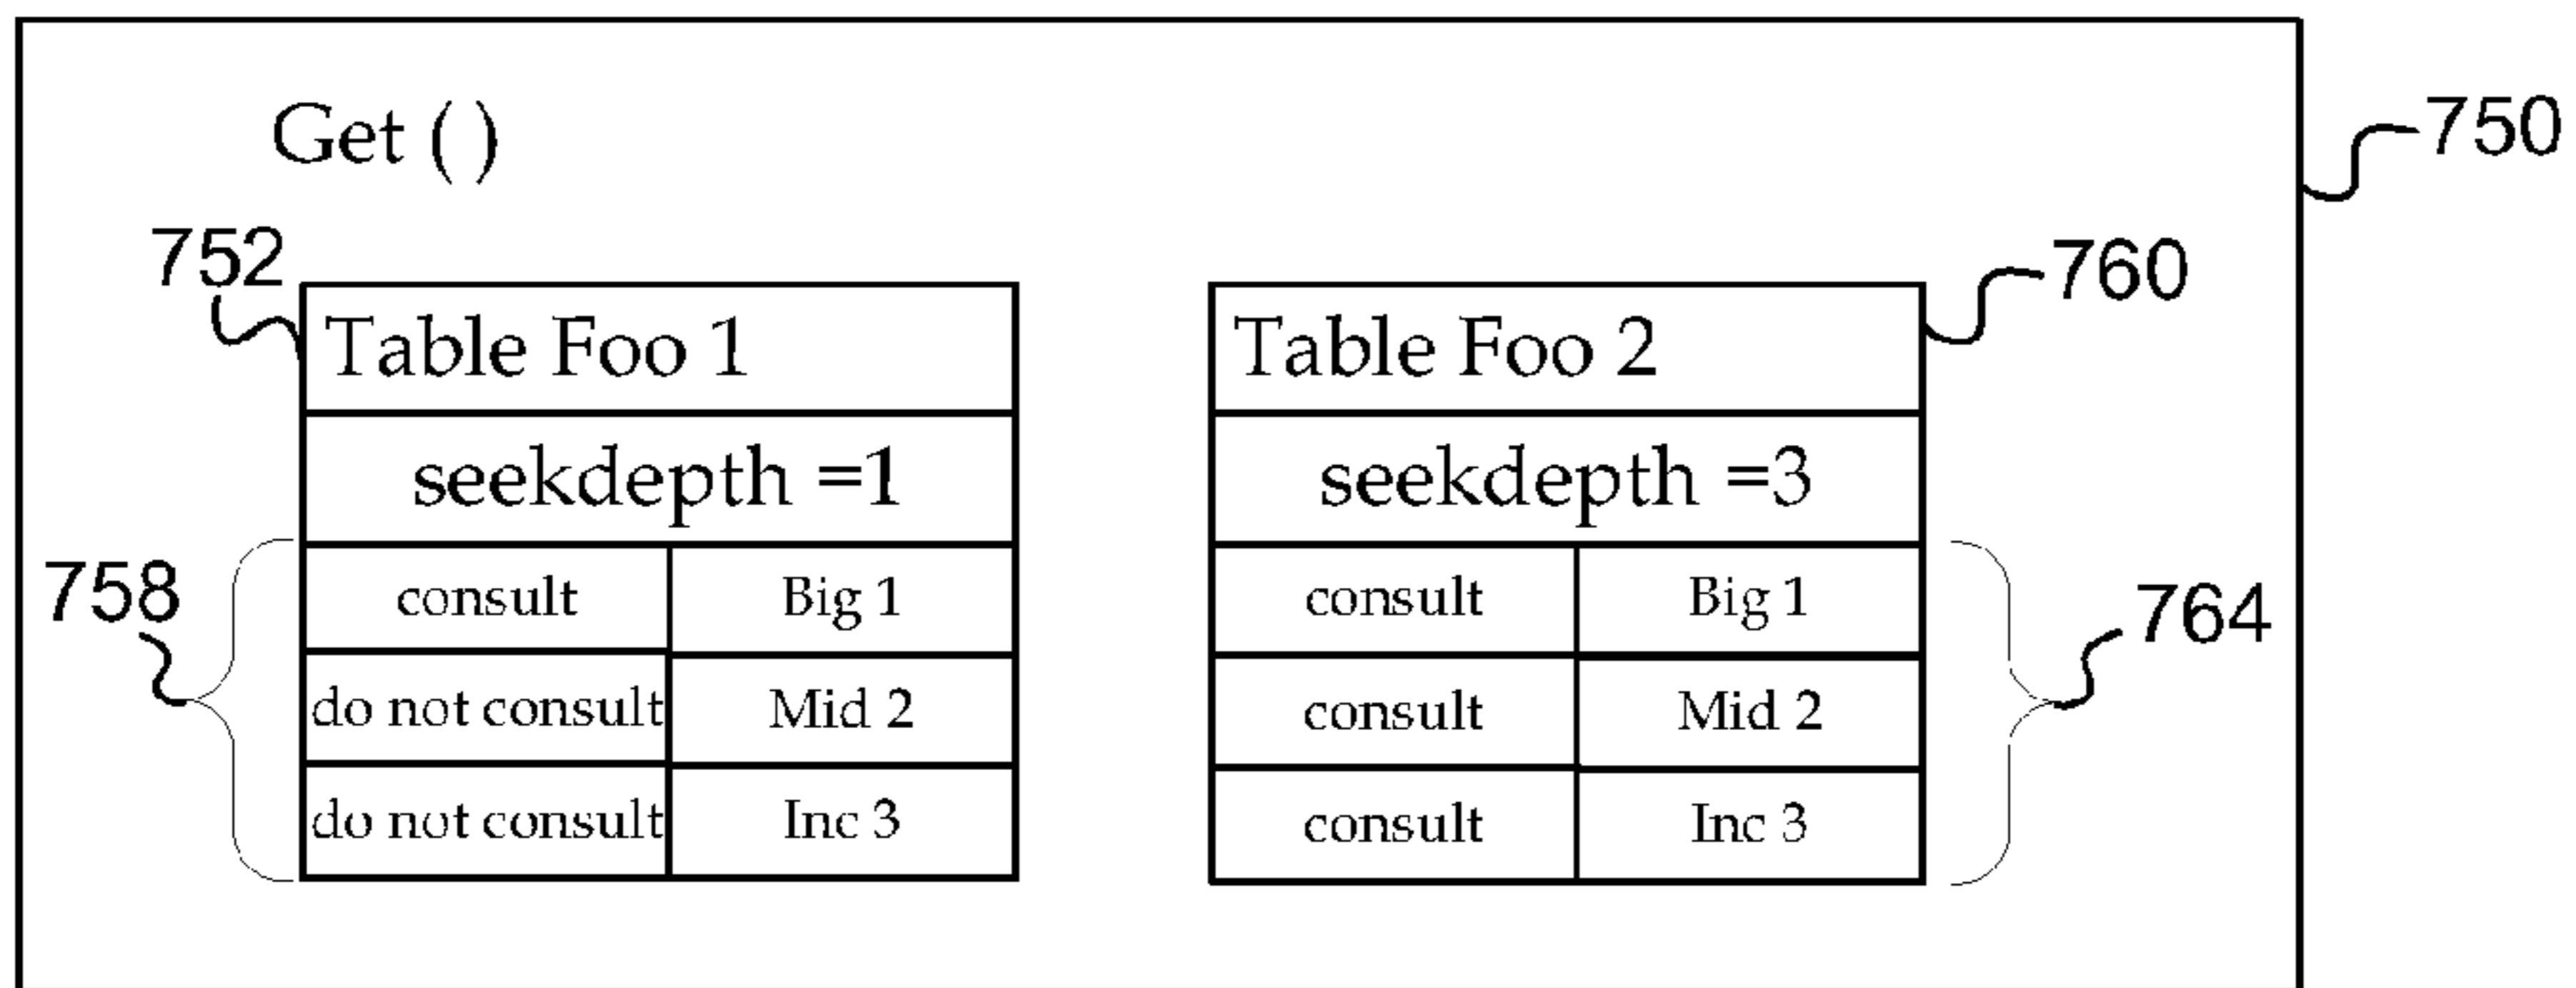 Get ( )
750
752
760
Table Foo 1
Table Foo 2
seekdepth =1
seekdepth =3
758
consult Big 1
do not consult Mid 2
do not consult Inc 3
consult Big 1
consult Mid 2
consult Inc 3
764